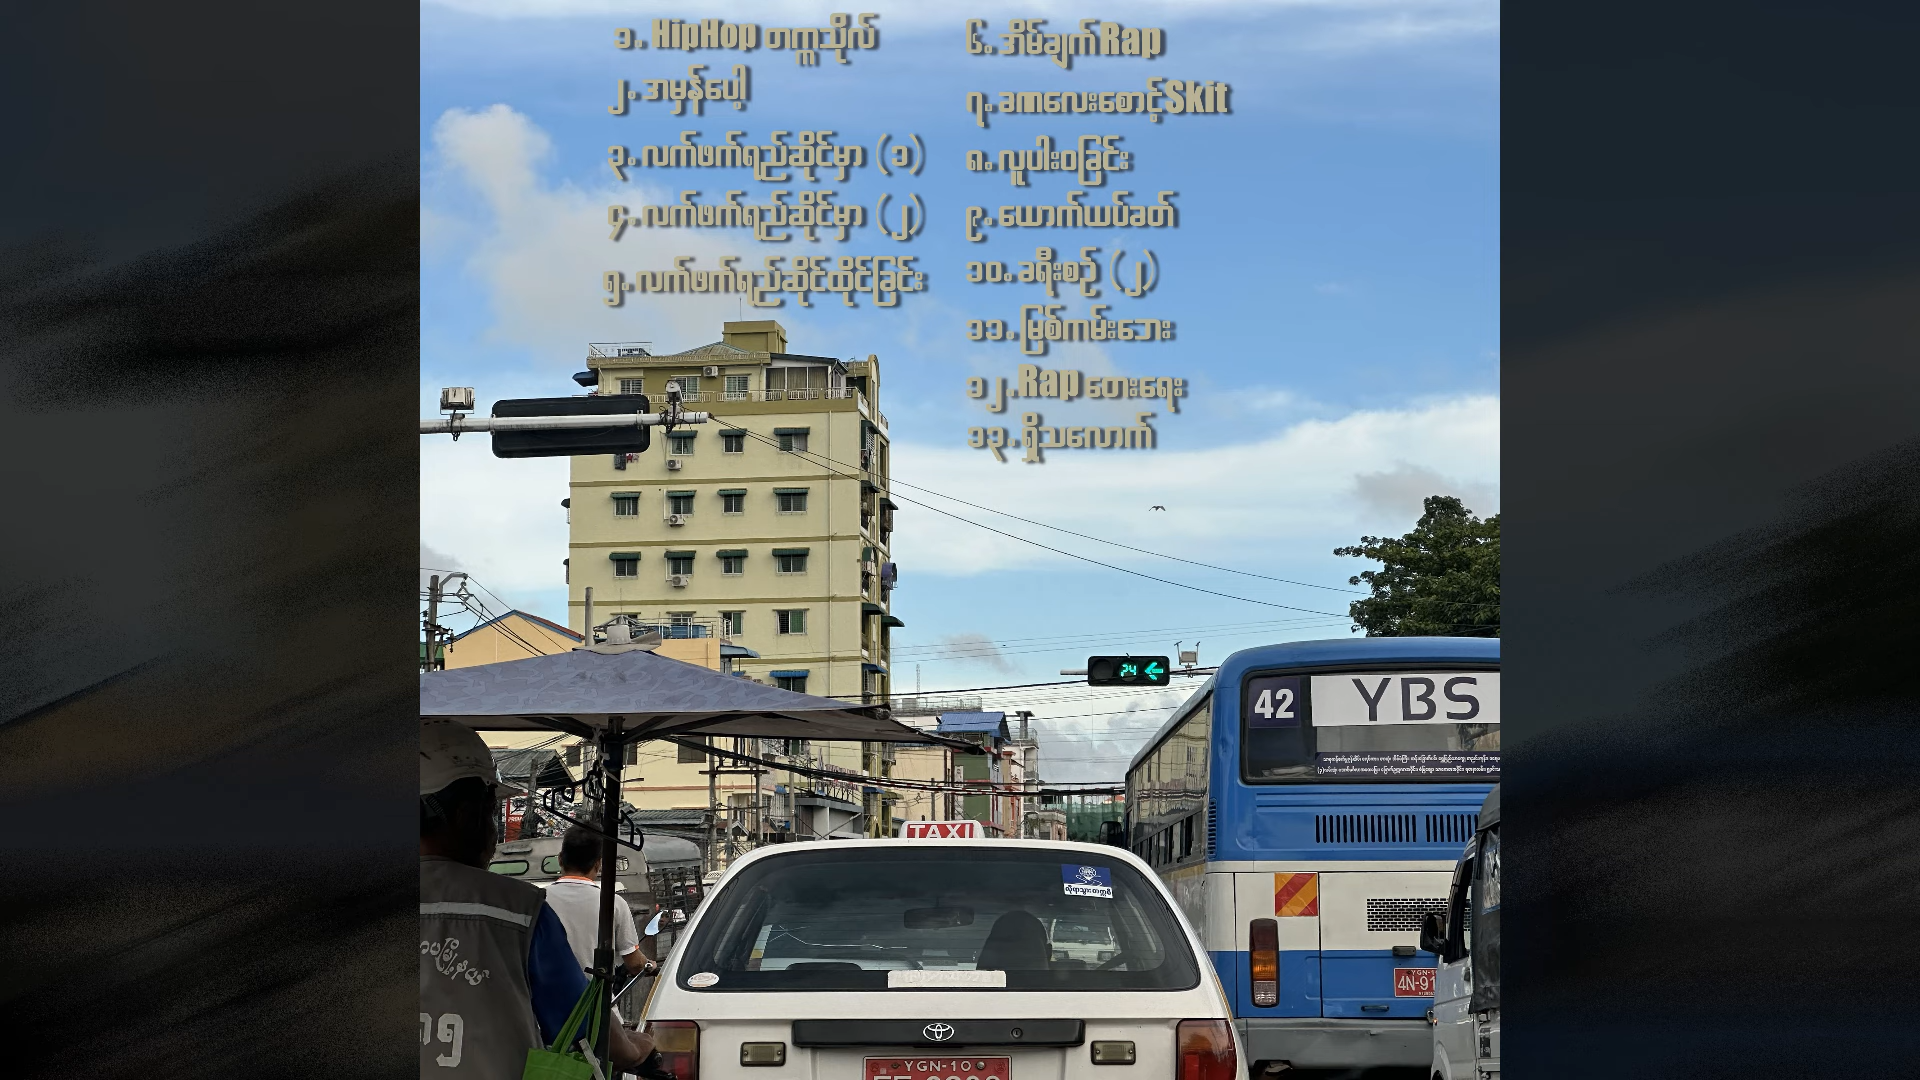 ၁. HipHop တက္ကသိုလ်
၂. အမှန်ပေါ့
၃. လက်ဖက်ရည်ဆိုင်မှာ (၁)
၄. လက်ဖက်ရည်ဆိုင်မှာ (၂)
၅. လက်ဖက်ရည်ဆိုင်ထိုင်ခြင်း
၆. အိမ်ချက် Rap
၇. ခဏလေးစောင့် Skit
၈. လူပါးဝခြင်း
၉. ယောက်ယပ်ခတ်
၁၀. ခရီးစဉ် (၂)
၁၁. မြစ်ကမ်းဘေး
၁၂. Rap တေးရေး
၁၃. ရှိသလောက်
24
42 YBS
TAXI
4N-91
YGN-10